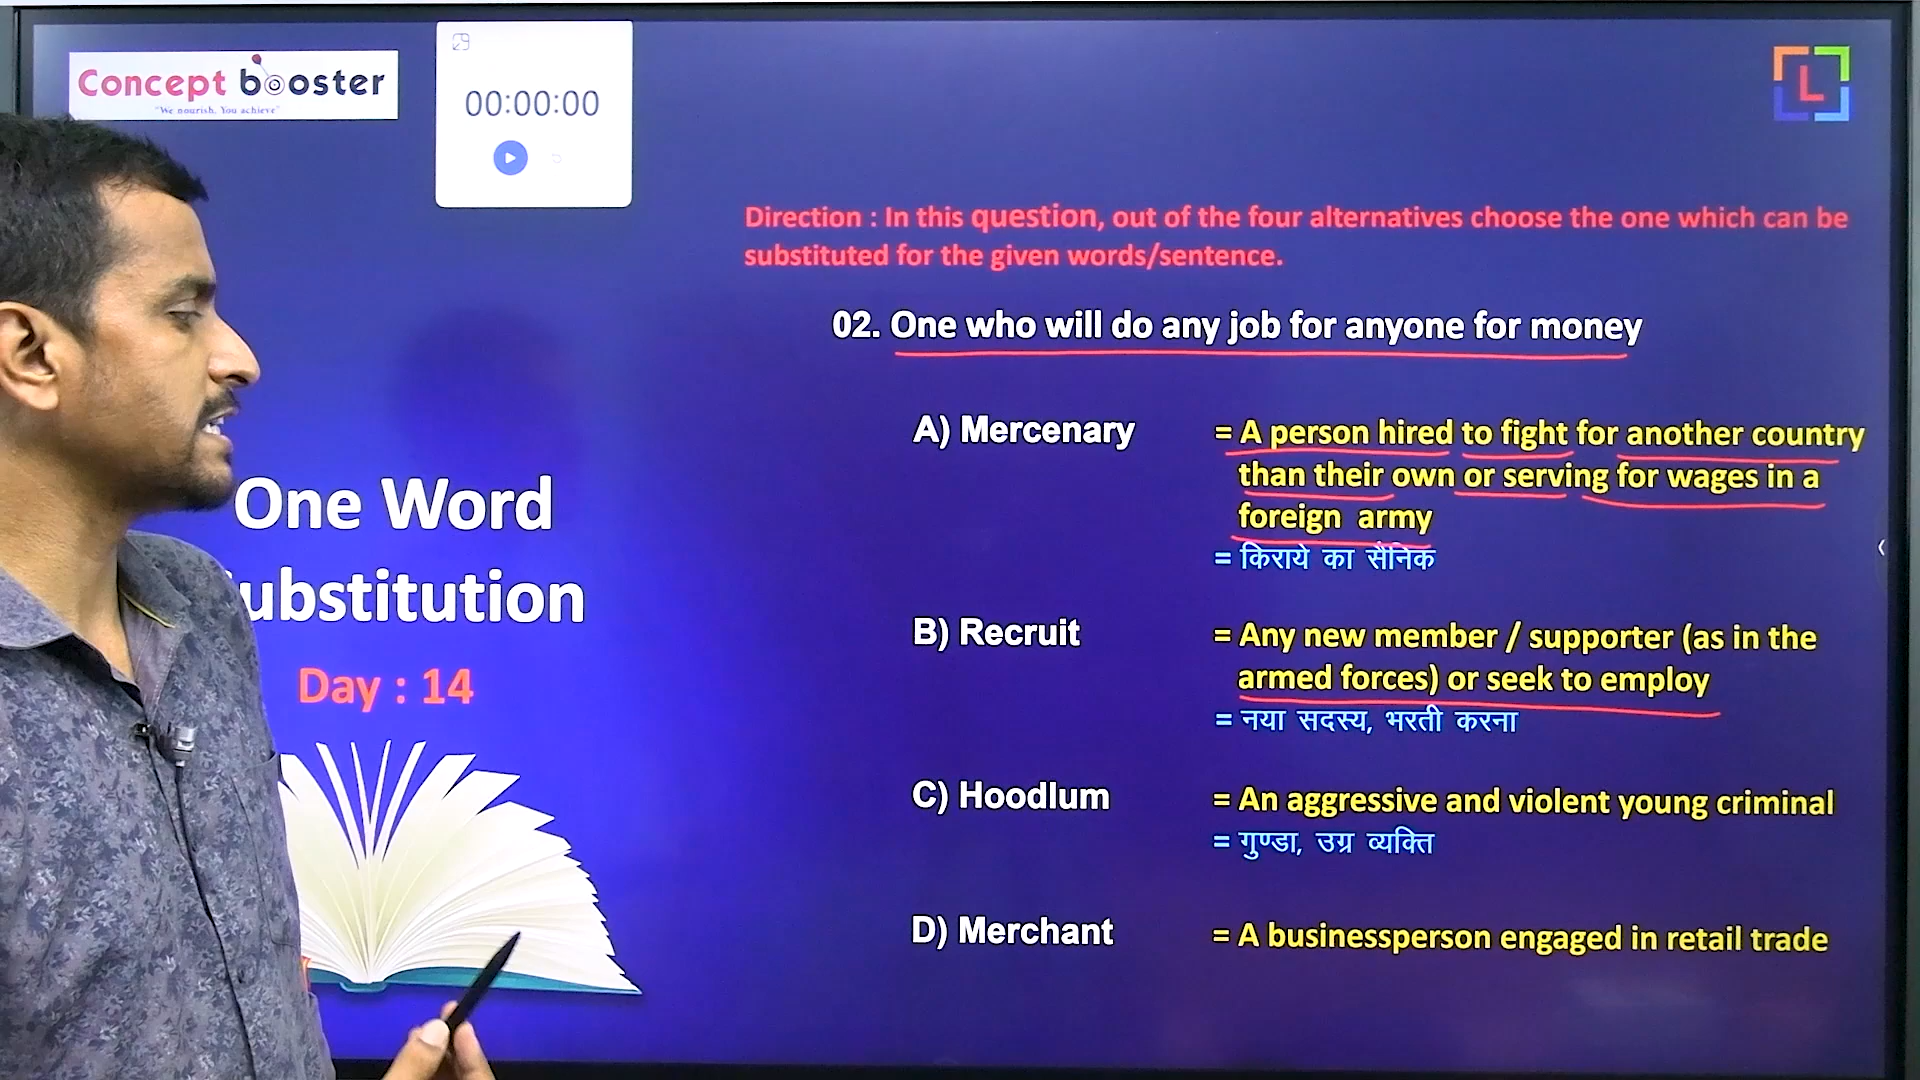 Concept booster
"We nourish, You achieve"
00:00:00
L
Direction : In this question, out of the four alternatives choose the one which can be
substituted for the given words/sentence.
02. One who will do any job for anyone for money
A) Mercenary = A person hired to fight for another country
than their own or serving for wages in a
foreign army
= किराये का सैनिक
B) Recruit = Any new member / supporter (as in the
armed forces) or seek to employ
= नया सदस्य, भरती करना
C) Hoodlum = An aggressive and violent young criminal
= गुण्डा, उग्र व्यक्ति
D) Merchant = A businessperson engaged in retail trade
One Word
ubstitution
Day : 14